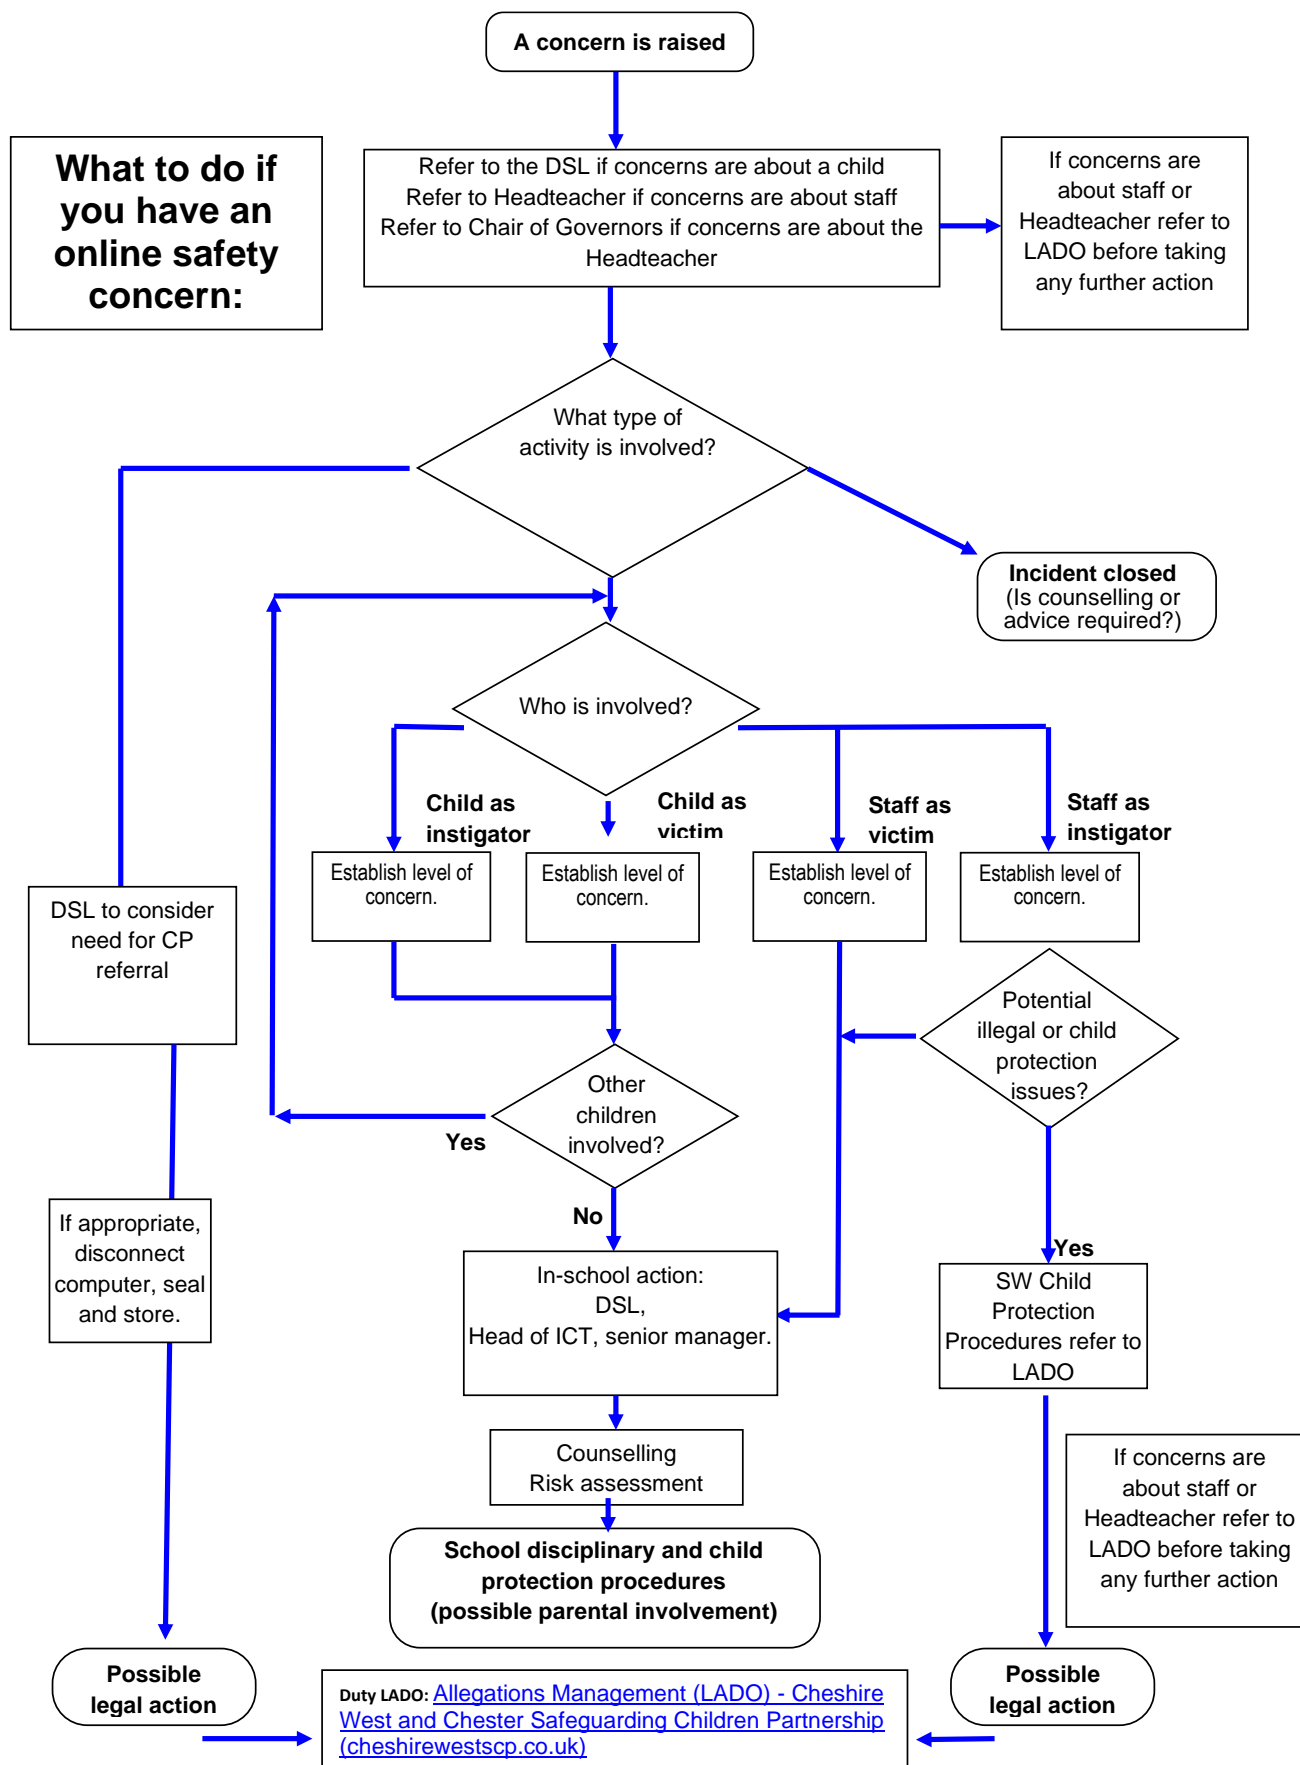 A concern is raised
What to do if
you have an
online safety
concern:
Refer to the DSL if concerns are about a child
Refer to Headteacher if concerns are about staff
Refer to Chair of Governors if concerns are about the
Headteacher
If concerns are
about staff or
Headteacher refer to
LADO before taking
any further action
What type of
activity is involved?
Incident closed
(Is counselling or
advice required?)
Who is involved?
Child as
instigator
Child as
victim
Staff as
victim
Staff as
instigator
Establish level of
concern.
Establish level of
concern.
Establish level of
concern.
Establish level of
concern.
DSL to consider
need for CP
referral
Potential
illegal or child
protection
issues?
Other
children
involved?
Yes
No
If appropriate,
disconnect
computer, seal
and store.
In-school action:
DSL,
Head of ICT, senior manager.
Yes
SW Child
Protection
Procedures refer to
LADO
Counselling
Risk assessment
If concerns are
about staff or
Headteacher refer to
LADO before taking
any further action
School disciplinary and child
protection procedures
(possible parental involvement)
Possible
legal action
Duty LADO: Allegations Management (LADO) - Cheshire
West and Chester Safeguarding Children Partnership
(cheshirewestscp.co.uk)
Possible
legal action